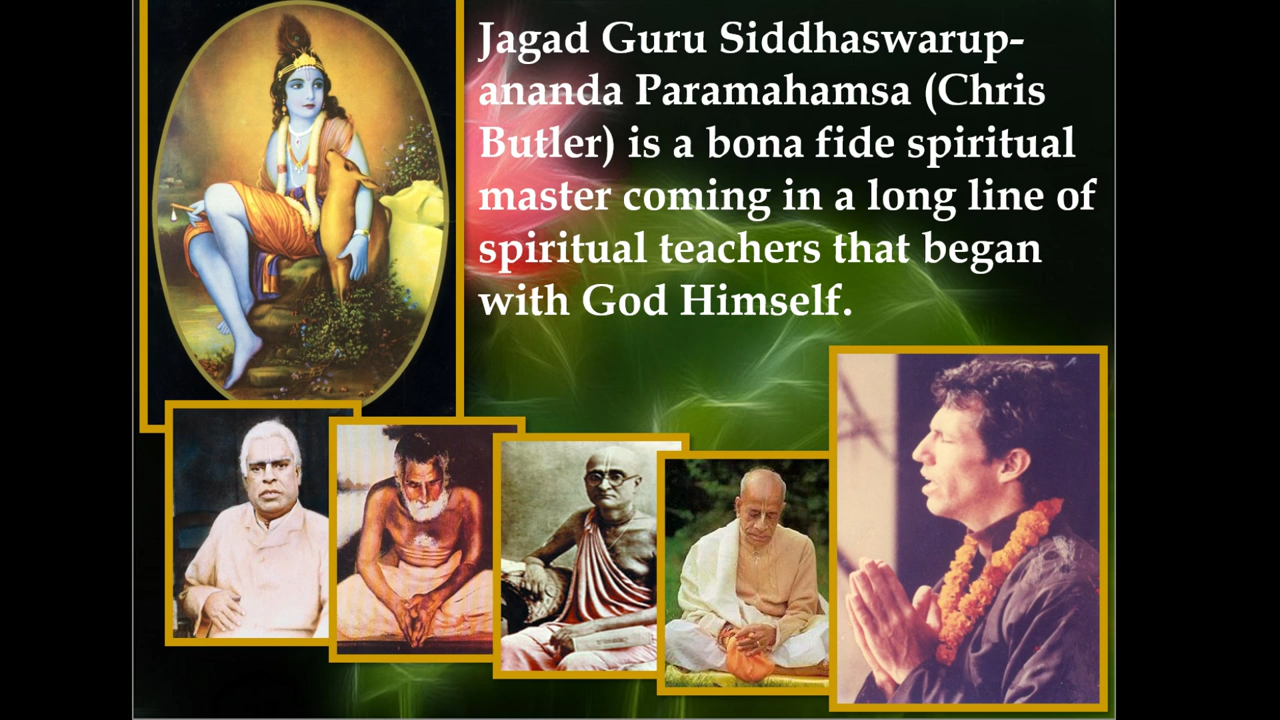 Jagad Guru Siddhaswarup-
ananda Paramahamsa (Chris
Butler) is a bona fide spiritual
master coming in a long line of
spiritual teachers that began
with God Himself.